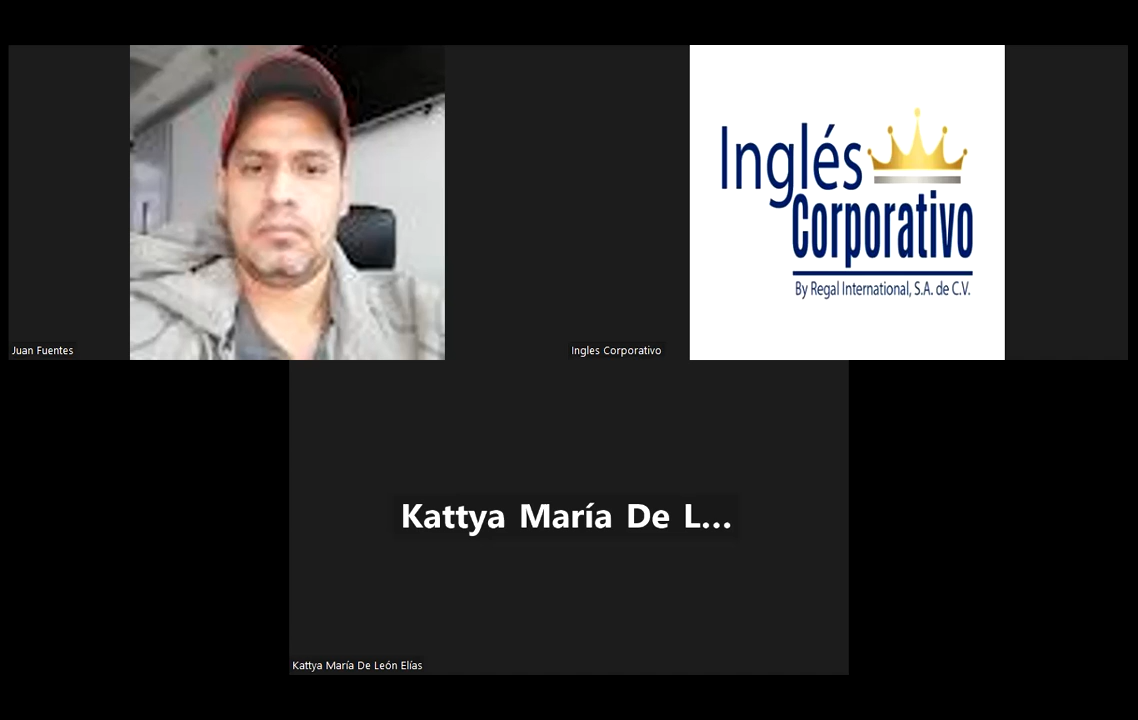 Juan Fuentes
Inglés
Corporativo
By Regal International, S.A. de C.V.
Ingles Corporativo
Kattya María De L...
Kattya María De León Elías